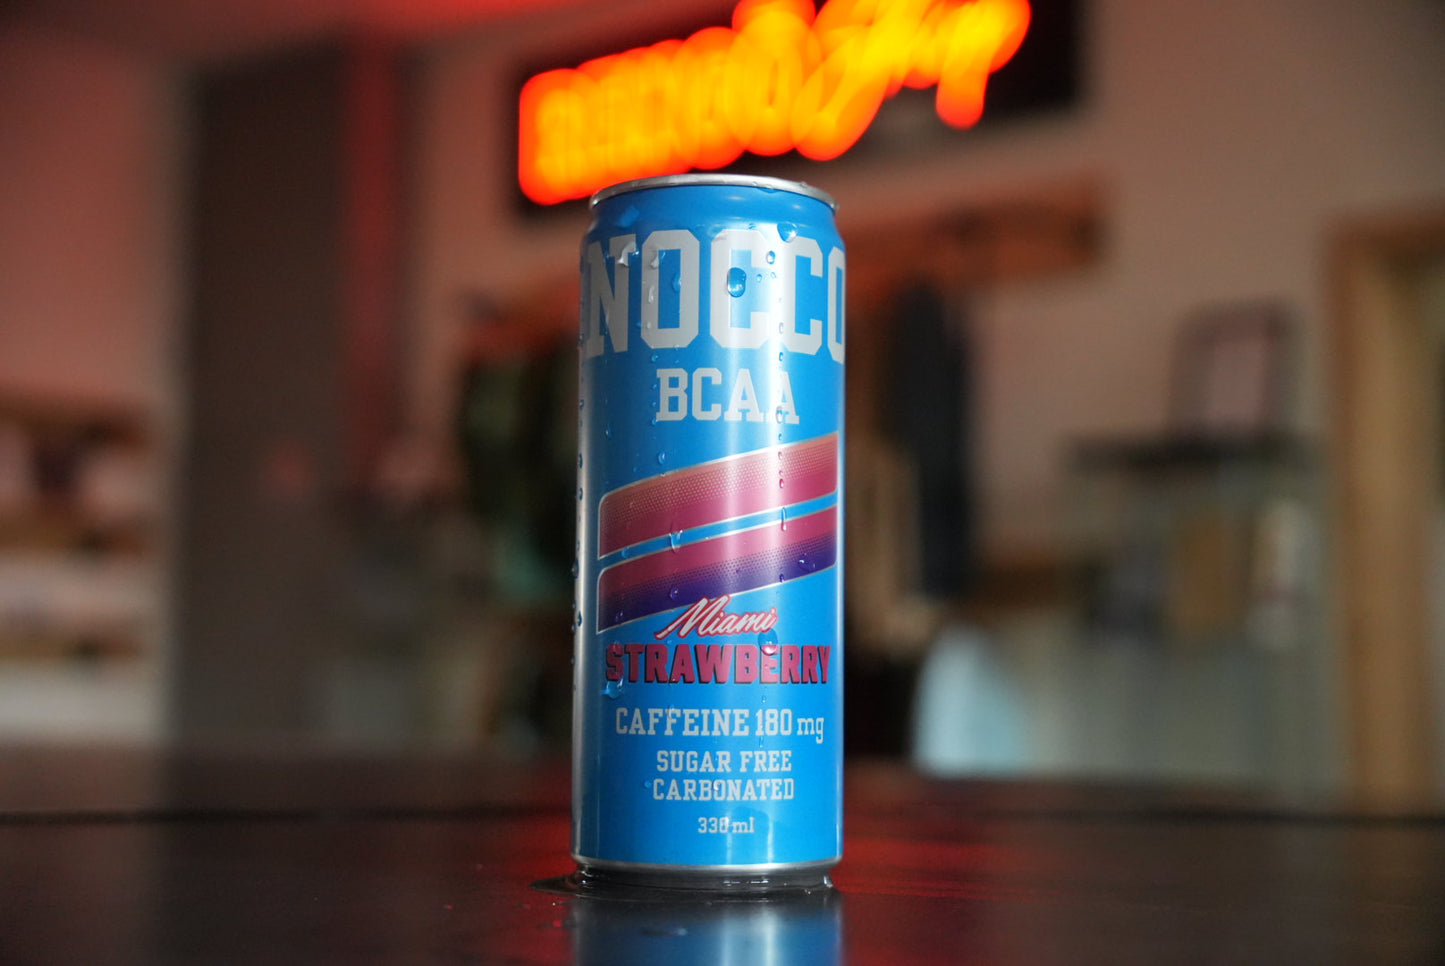 NOCCO
BCAA
Miami
STRAWBERRY
CAFFEINE 180 mg
SUGAR FREE
CARBONATED
330 ml